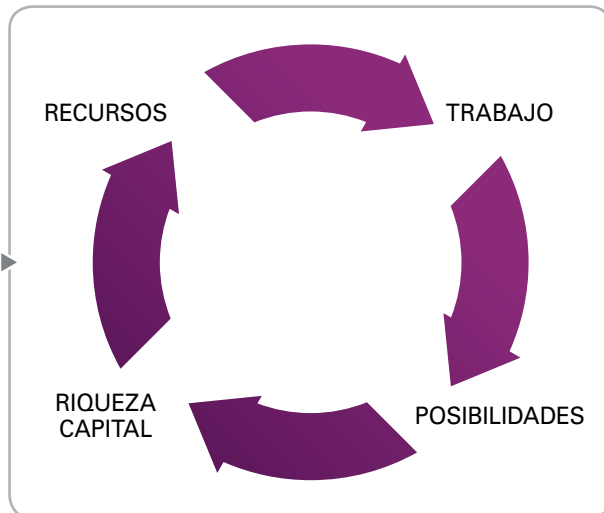 RECURSOS
TRABAJO
POSIBILIDADES
RIQUEZA
CAPITAL